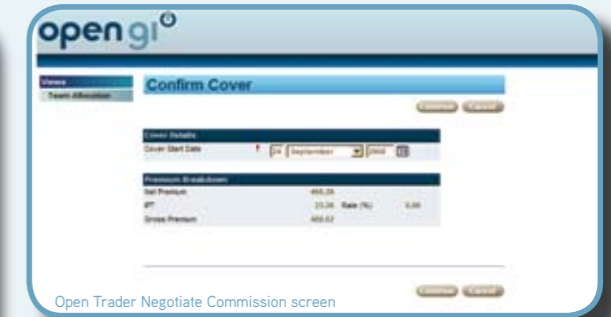 open gi
Views
Team Allocation
Confirm Cover
Continue Cancel
Cover Details
Cover Start Date ! 24 September
Premium Breakdown
Net Premium
IPT Rate (%)
Gross Premium
Continue Cancel
Open Trader Negotiate Commission screen